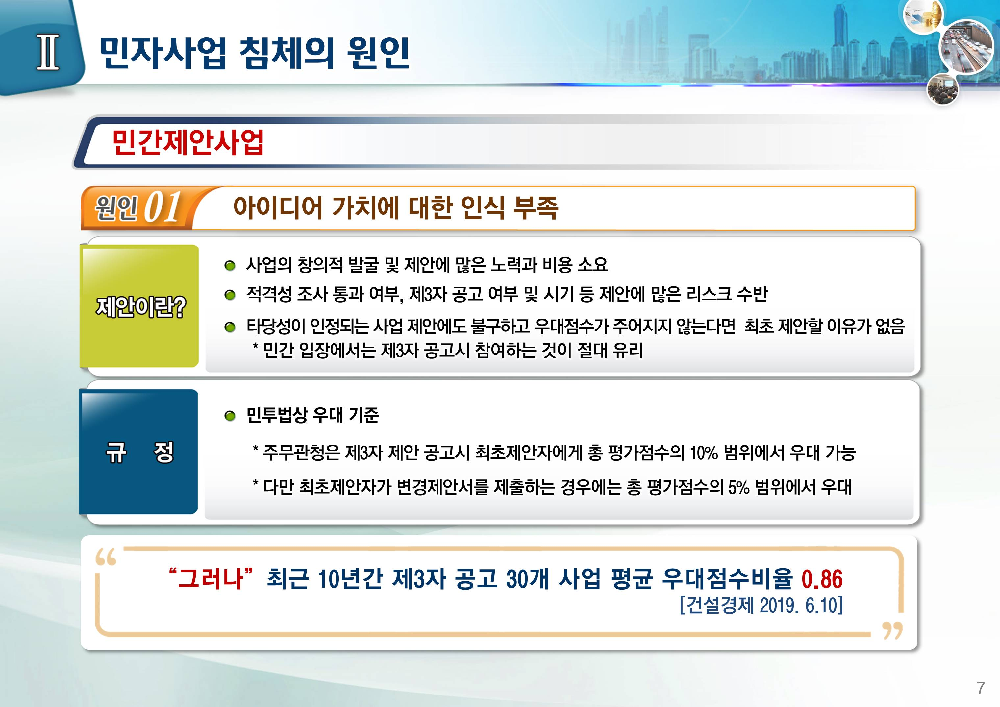 Ⅱ 민자사업 침체의 원인
민간제안사업
원인 01 아이디어 가치에 대한 인식 부족
제안이란?
사업의 창의적 발굴 및 제안에 많은 노력과 비용 소요
적격성 조사 통과 여부, 제3자 공고 여부 및 시기 등 제안에 많은 리스크 수반
타당성이 인정되는 사업 제안에도 불구하고 우대점수가 주어지지 않는다면 최초 제안할 이유가 없음
* 민간 입장에서는 제3자 공고시 참여하는 것이 절대 유리
규 정
민투법상 우대 기준
* 주무관청은 제3자 제안 공고시 최초제안자에게 총 평가점수의 10% 범위에서 우대 가능
* 다만 최초제안자가 변경제안서를 제출하는 경우에는 총 평가점수의 5% 범위에서 우대
“그러나” 최근 10년간 제3자 공고 30개 사업 평균 우대점수비율 0.86
[건설경제 2019. 6.10]
7